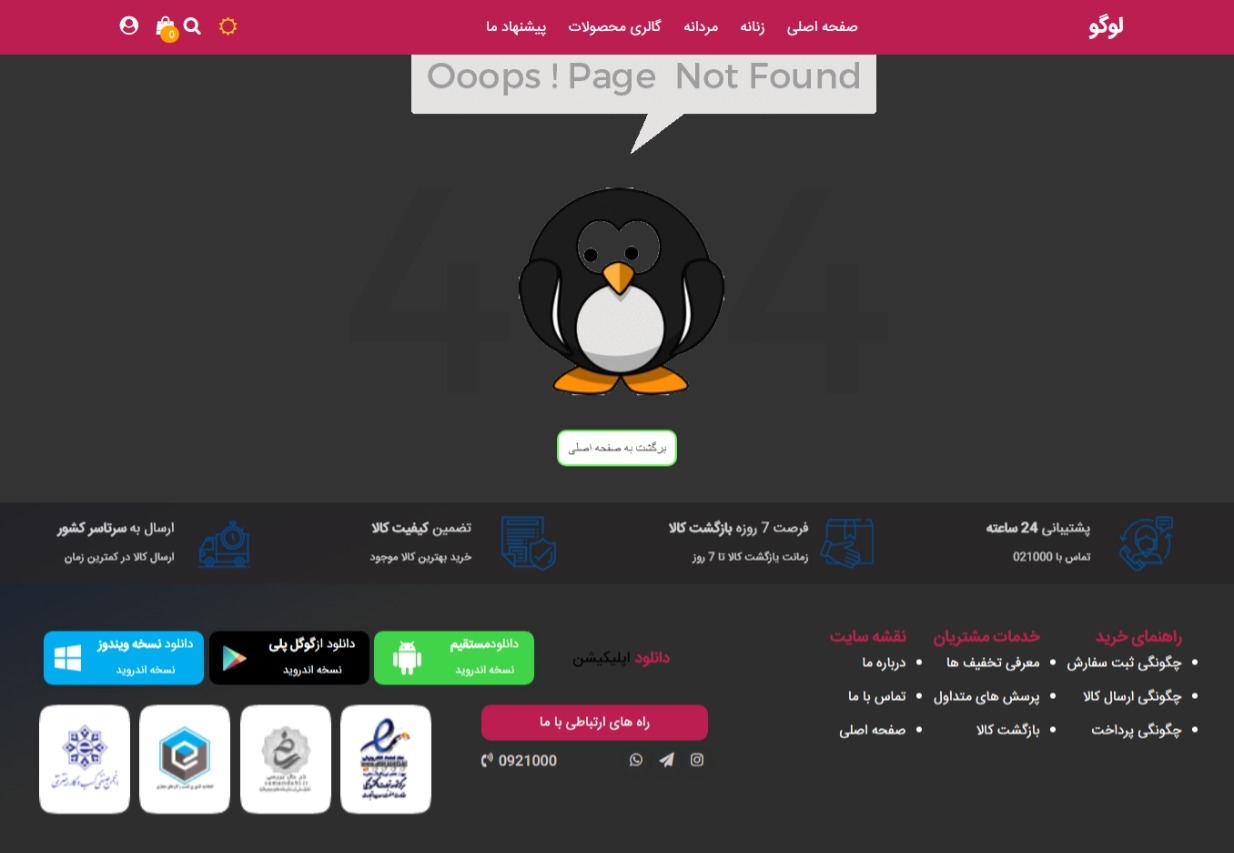 لوگو
صفحه اصلی
زنانه
مردانه
گالری محصولات
پیشنهاد ما
0
Ooops ! Page Not Found
404
برگشت به صفحه اصلی
پشتیبانی 24 ساعته
تماس با 021000
فرصت 7 روزه بازگشت کالا
زمانت بازگشت کالا تا 7 روز
تضمین کیفیت کالا
خرید بهترین کالا موجود
ارسال به سرتاسر کشور
ارسال کالا در کمترین زمان
راهنمای خرید
چگونگی ثبت سفارش
چگونگی ارسال کالا
چگونگی پرداخت
خدمات مشتریان
معرفی تخفیف ها
پرسش های متداول
بازگشت کالا
نقشه سایت
درباره ما
تماس با ما
صفحه اصلی
دانلود اپلیکیشن
دانلودمستقیم
نسخه اندروید
دانلود ازگوگل پلی
نسخه اندروید
دانلود نسخه ویندوز
نسخه اندروید
راه های ارتباطی با ما
0921000
samandehi.ir